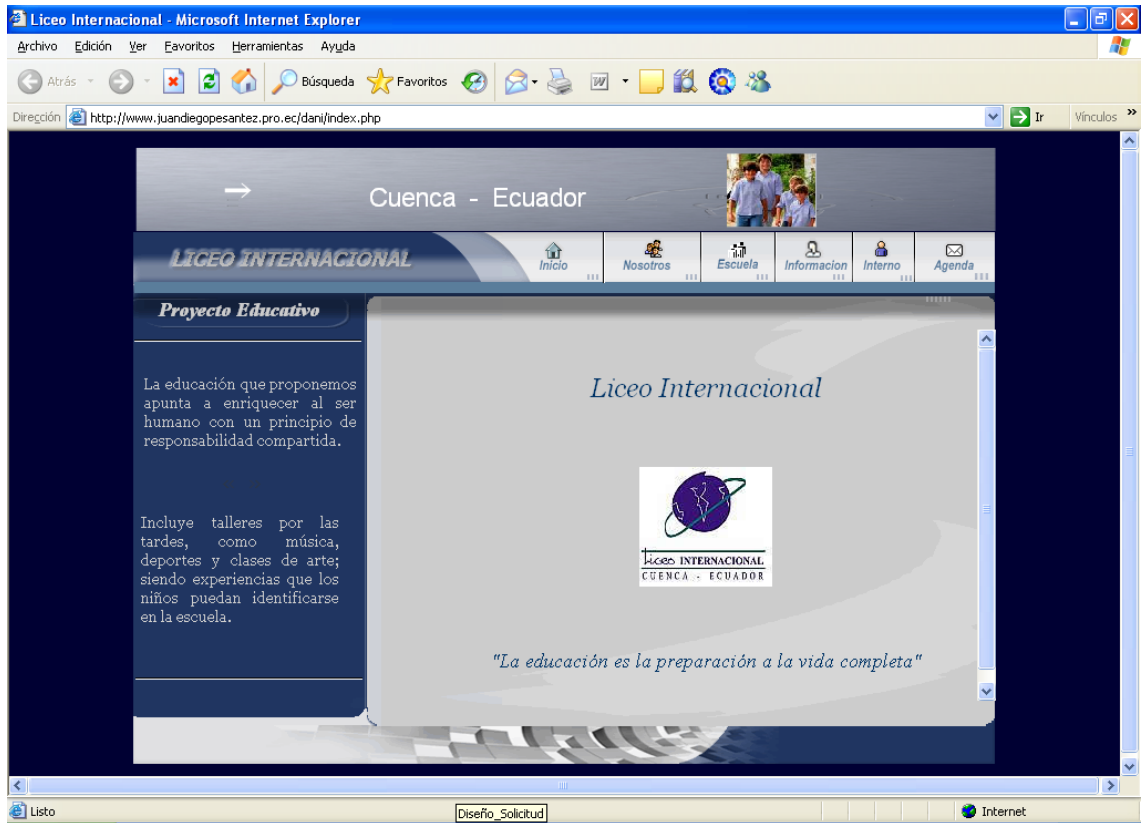 Liceo Internacional - Microsoft Internet Explorer
Archivo Edición Ver Favoritos Herramientas Ayuda
Atrás Búsqueda Favoritos
Dirección http://www.juandiegopesantez.pro.ec/dani/index.php Ir Vínculos »
Cuenca - Ecuador
LICEO INTERNACIONAL
Inicio Nosotros Escuela Informacion Interno Agenda
Proyecto Educativo
La educación que proponemos
apunta a enriquecer al ser
humano con un principio de
responsabilidad compartida.
Incluye talleres por las
tardes, como música,
deportes y clases de arte;
siendo experiencias que los
niños puedan identificarse
en la escuela.
Liceo Internacional
Liceo INTERNACIONAL
CUENCA - ECUADOR
"La educación es la preparación a la vida completa"
Listo Diseño_Solicitud Internet